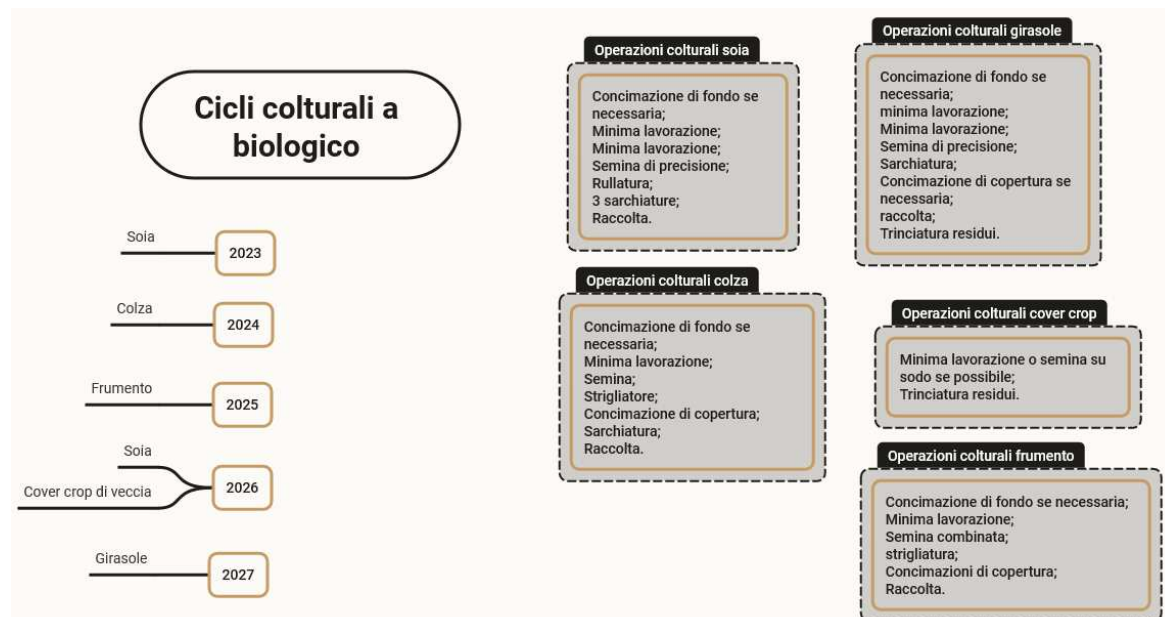 Cicli colturali a
biologico
Soia
2023
Colza
2024
Frumento
2025
Soia
Cover crop di veccia
2026
Girasole
2027
Operazioni colturali soia
Concimazione di fondo se
necessaria;
Minima lavorazione;
Minima lavorazione;
Semina di precisione;
Rullatura;
3 sarchiature;
Raccolta.
Operazioni colturali colza
Concimazione di fondo se
necessaria;
Minima lavorazione;
Semina;
Strigliatore;
Concimazione di copertura;
Sarchiatura;
Raccolta.
Operazioni colturali girasole
Concimazione di fondo se
necessaria;
minima lavorazione;
Minima lavorazione;
Semina di precisione;
Sarchiatura;
Concimazione di copertura se
necessaria;
raccolta;
Trinciatura residui.
Operazioni colturali cover crop
Minima lavorazione o semina su
sodo se possibile;
Trinciatura residui.
Operazioni colturali frumento
Concimazione di fondo se necessaria;
Minima lavorazione;
Semina combinata;
strigliatura;
Concimazioni di copertura;
Raccolta.